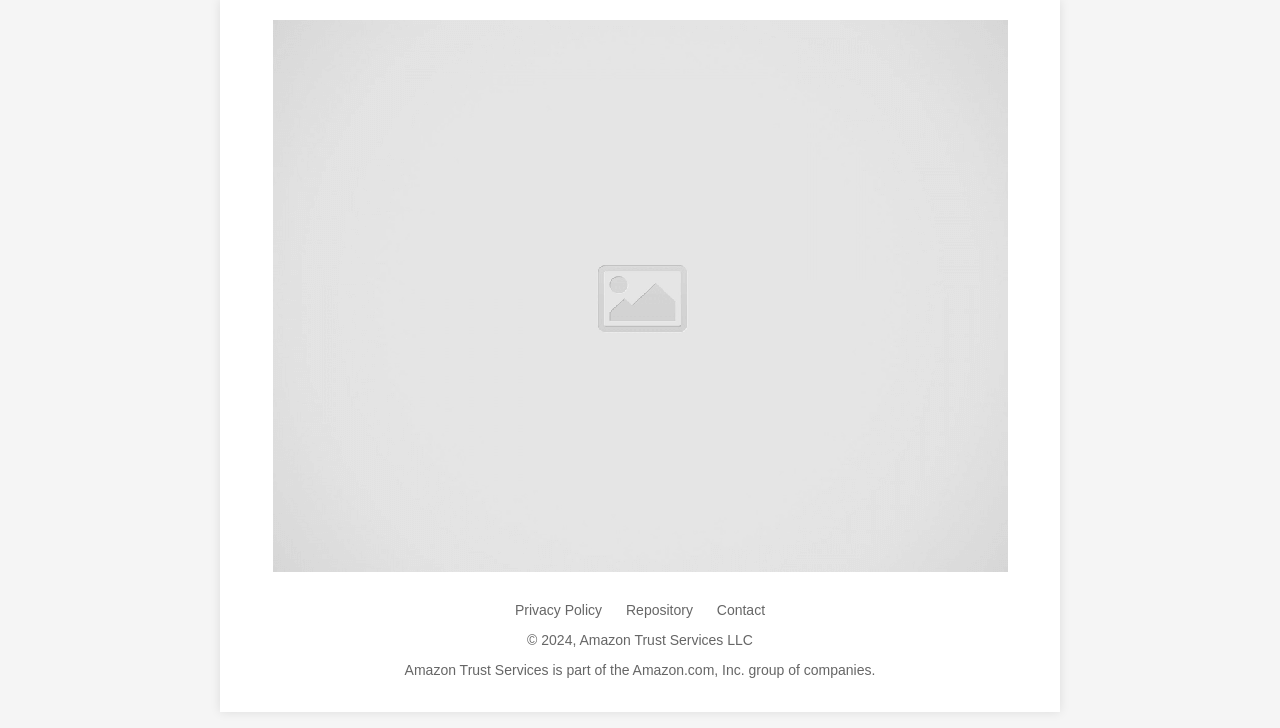 Privacy Policy Repository Contact
© 2024, Amazon Trust Services LLC
Amazon Trust Services is part of the Amazon.com, Inc. group of companies.